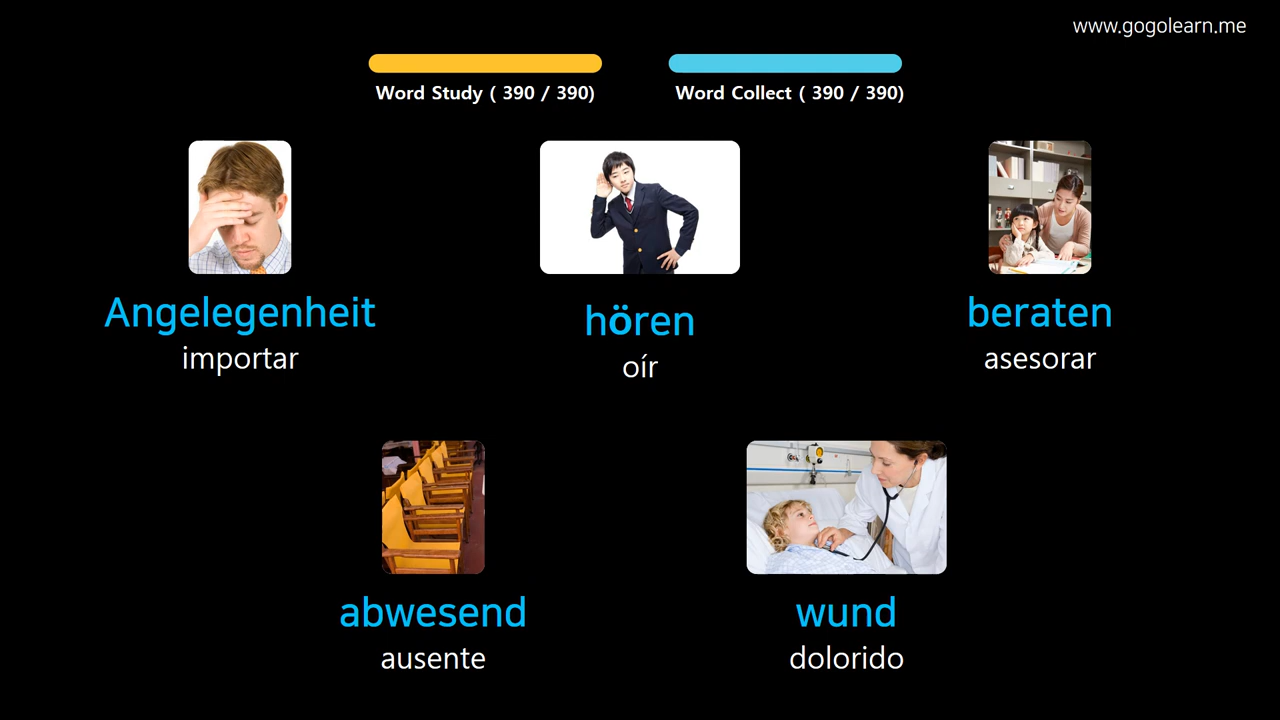 www.gogolearn.me
Word Study ( 390 / 390)
Word Collect ( 390 / 390)
Angelegenheit
importar
hören
oír
beraten
asesorar
abwesend
ausente
wund
dolorido